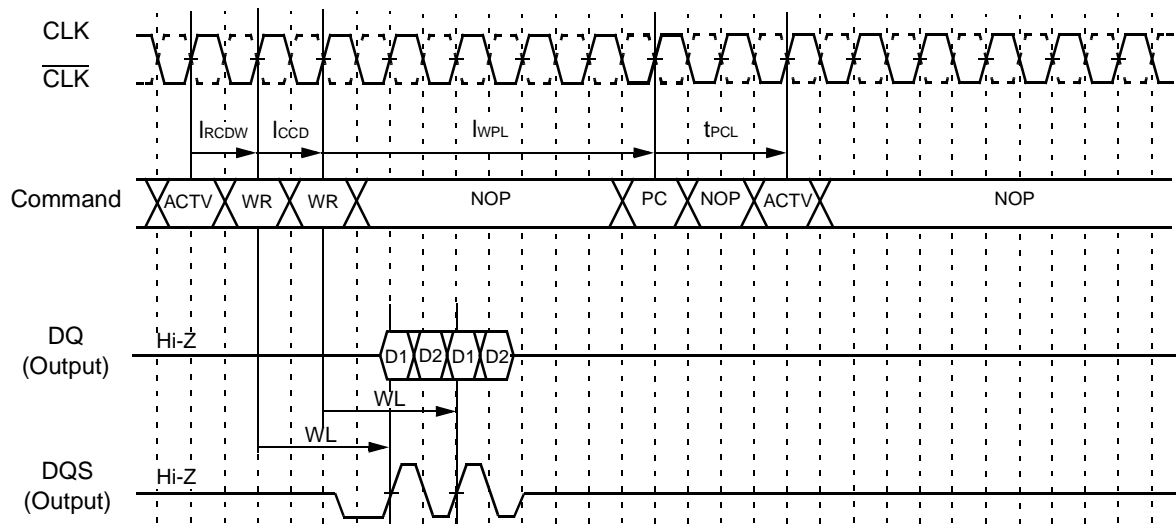 CLK
CLK
lRCDW lCCD lWPL tPCL
Command ACTV WR WR NOP PC NOP ACTV NOP
DQ
(Output)
Hi-Z
D1 D2 D1 D2
WL
WL
DQS
(Output)
Hi-Z